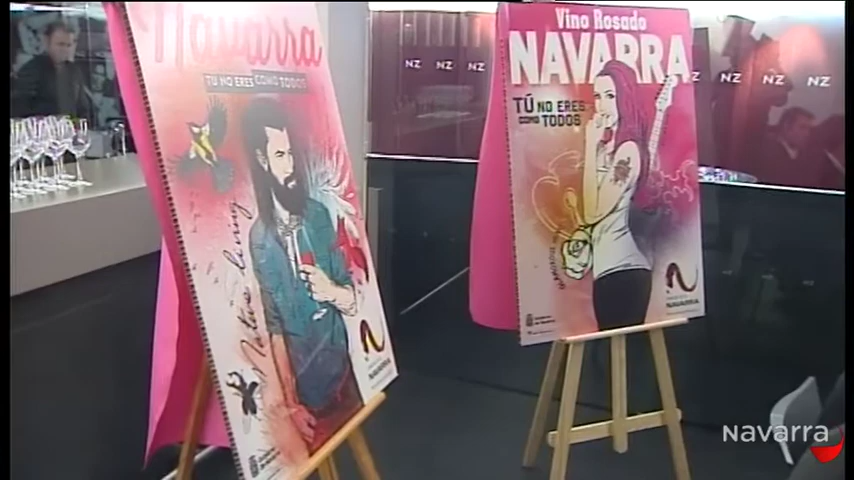 Navarra
TÚ NO ERES COMO TODOS
NAVARRA
Vino Rosado
NAVARRA
TÚ NO ERES
COMO
TODOS
NAVARRA
NZ NZ NZ
NZ NZ NZ NZ
Navarra